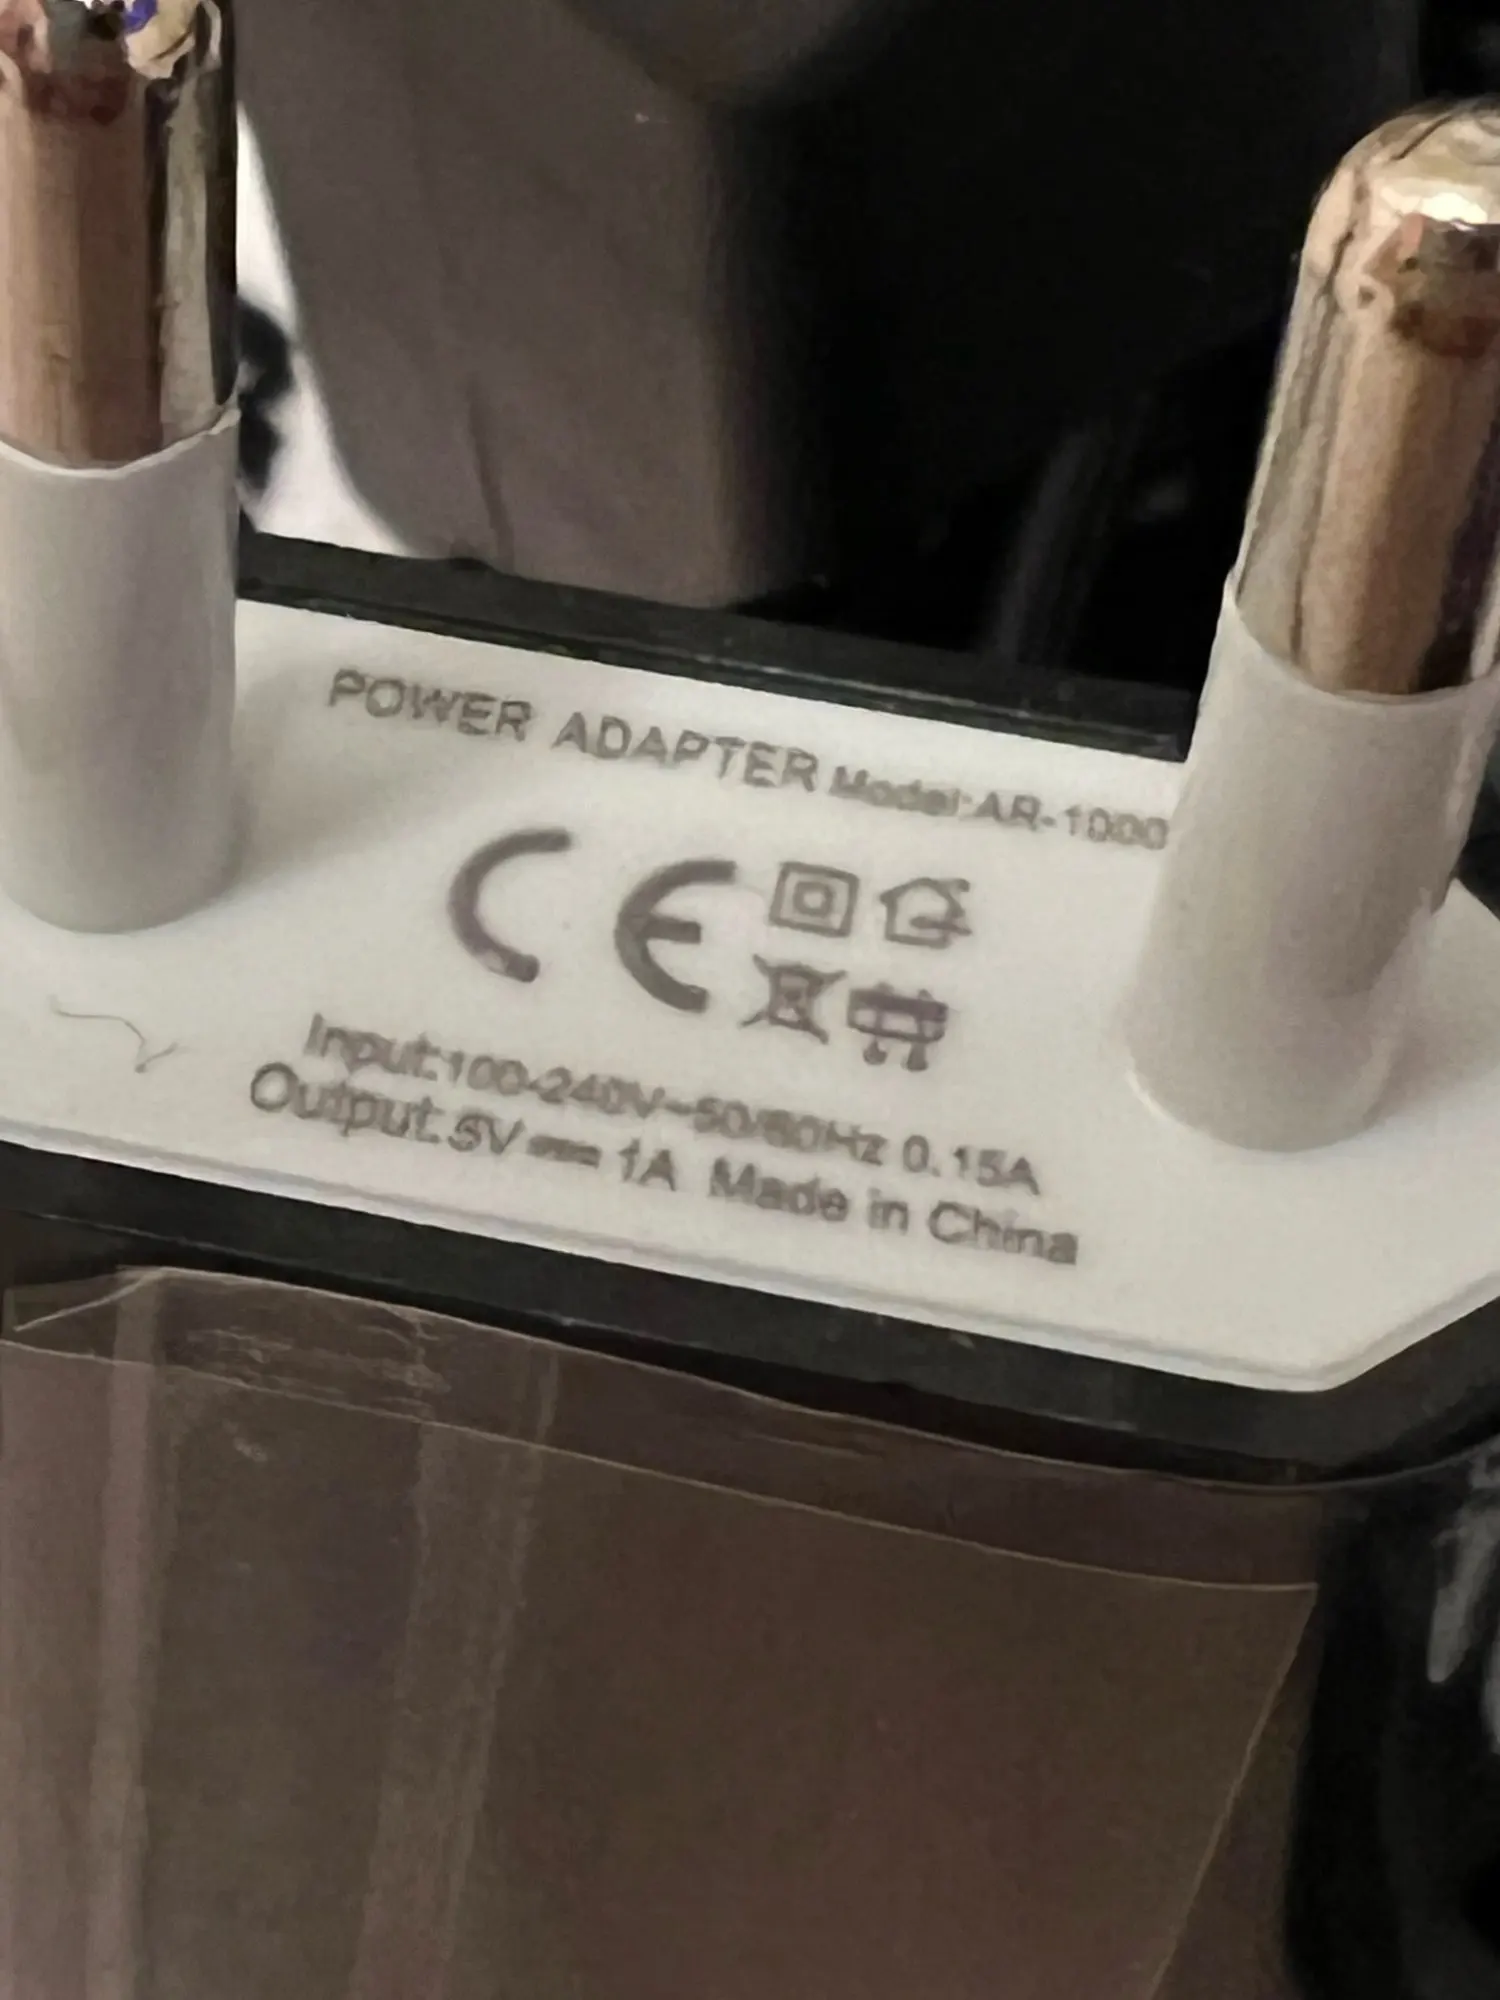 POWER ADAPTER Model:AR-1000
CE
Input:100-240V~50/60Hz 0.15A
Output:5V⎓1A Made in China